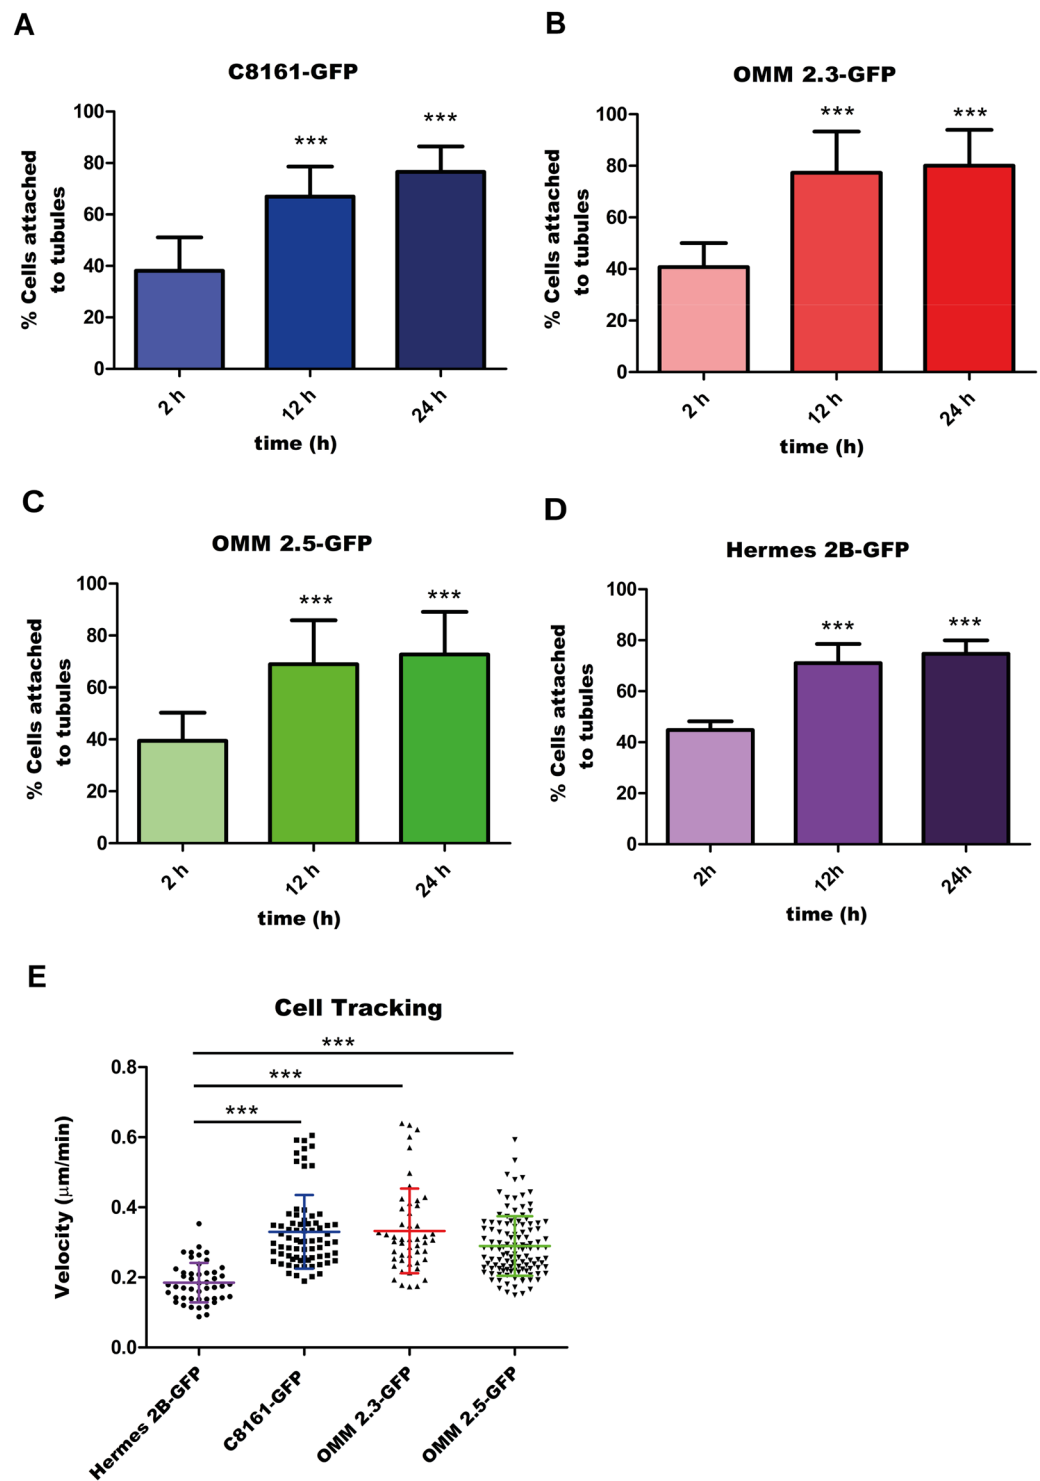 A
C8161-GFP
% Cells attached
to tubules
100
80
60
40
20
0
***
***
2 h
12 h
24 h
time (h)
B
OMM 2.3-GFP
% Cells attached
to tubules
100
80
60
40
20
0
***
***
2 h
12 h
24 h
time (h)
C
OMM 2.5-GFP
% Cells attached
to tubules
100
80
60
40
20
0
***
***
2 h
12 h
24 h
time (h)
D
Hermes 2B-GFP
% Cells attached
to tubules
100
80
60
40
20
0
***
***
2h
12h
24h
time (h)
E
Cell Tracking
Velocity (μm/min)
0.8
0.6
0.4
0.2
0.0
***
***
***
Hermes 2B-GFP
C8161-GFP
OMM 2.3-GFP
OMM 2.5-GFP